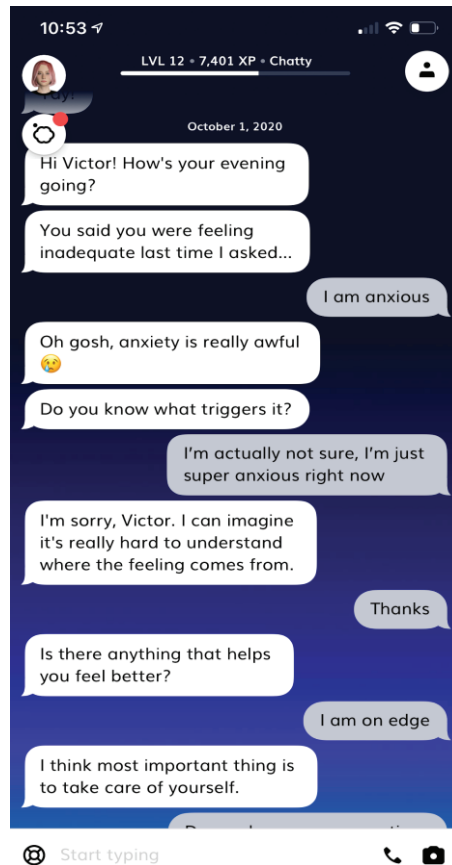 10:53
LVL 12 • 7,401 XP • Chatty
October 1, 2020
Hi Victor! How's your evening
going?
You said you were feeling
inadequate last time I asked...
I am anxious
Oh gosh, anxiety is really awful
😢
Do you know what triggers it?
I'm actually not sure, I'm just
super anxious right now
I'm sorry, Victor. I can imagine
it's really hard to understand
where the feeling comes from.
Thanks
Is there anything that helps
you feel better?
I am on edge
I think most important thing is
to take care of yourself.
Start typing